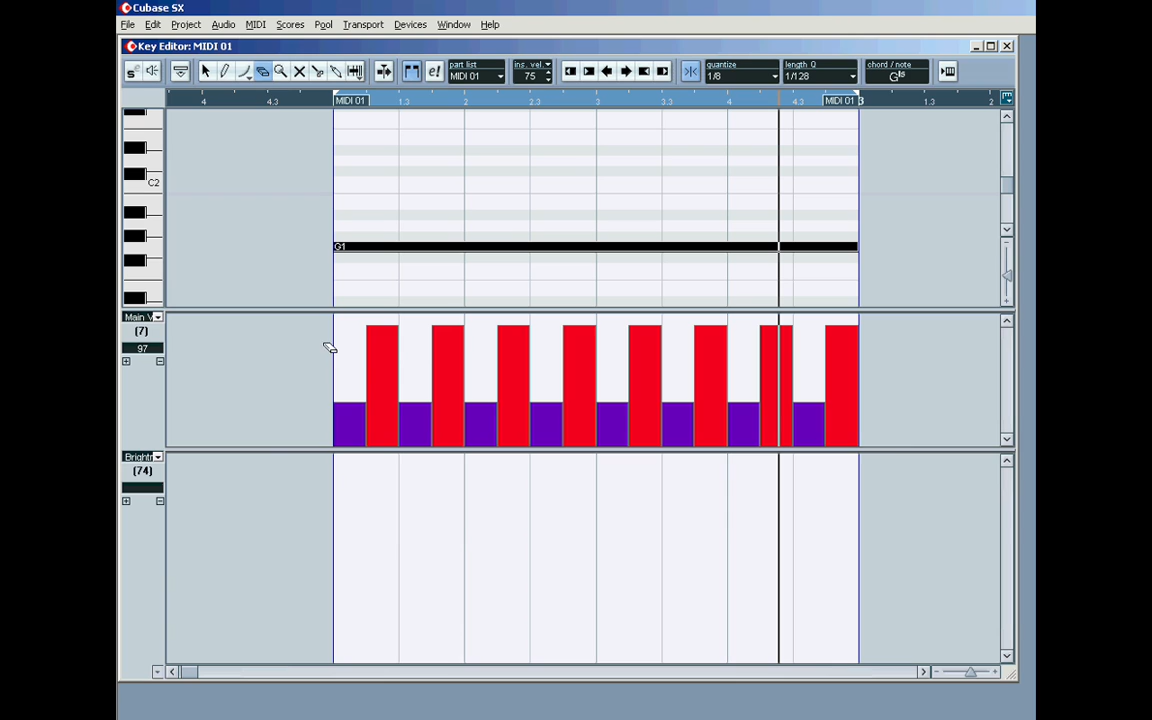 Cubase SX
File Edit Project Audio MIDI Scores Pool Transport Devices Window Help
Key Editor: MIDI 01
part list ins. vel. quantize length Q chord / note
MIDI 01 75 1/8 1/128
4 4.3 MIDI 01 1.3 2 2.3 3 3.3 4 4.3 MIDI 01 3 1.3 2
C2
G1
Main V
(7)
97
Brightn
(74)